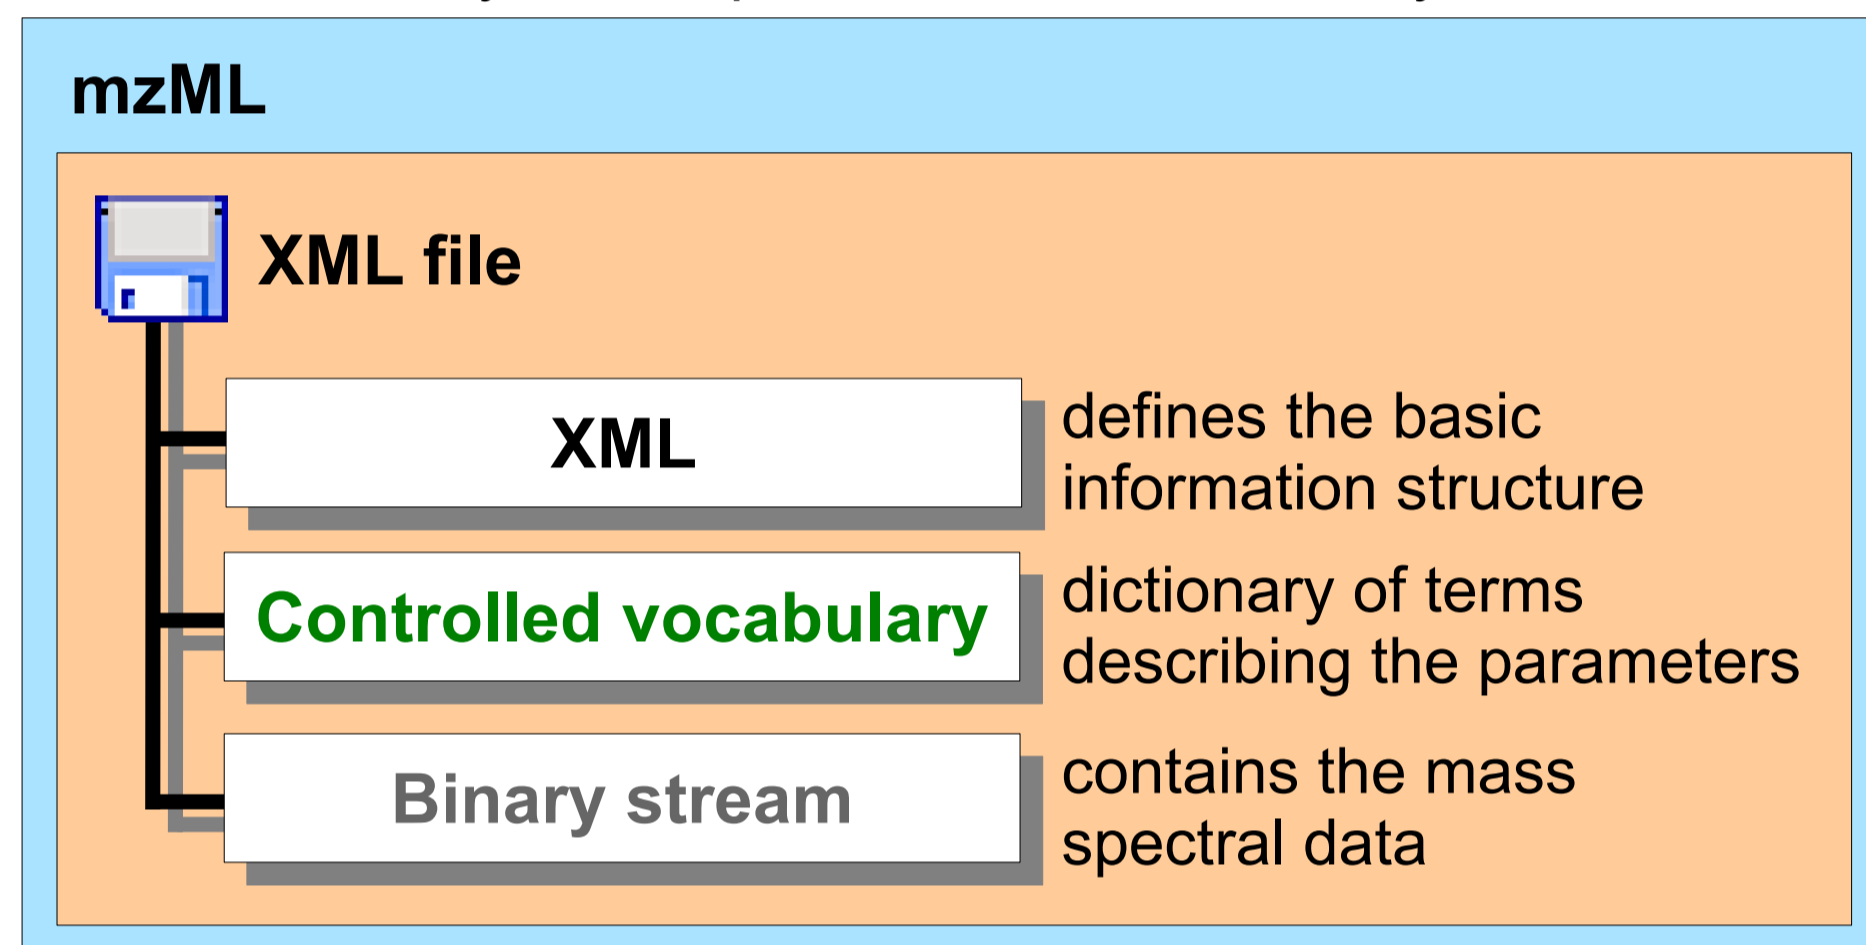 mzML
XML file
XML
defines the basic
information structure
Controlled vocabulary
dictionary of terms
describing the parameters
Binary stream
contains the mass
spectral data